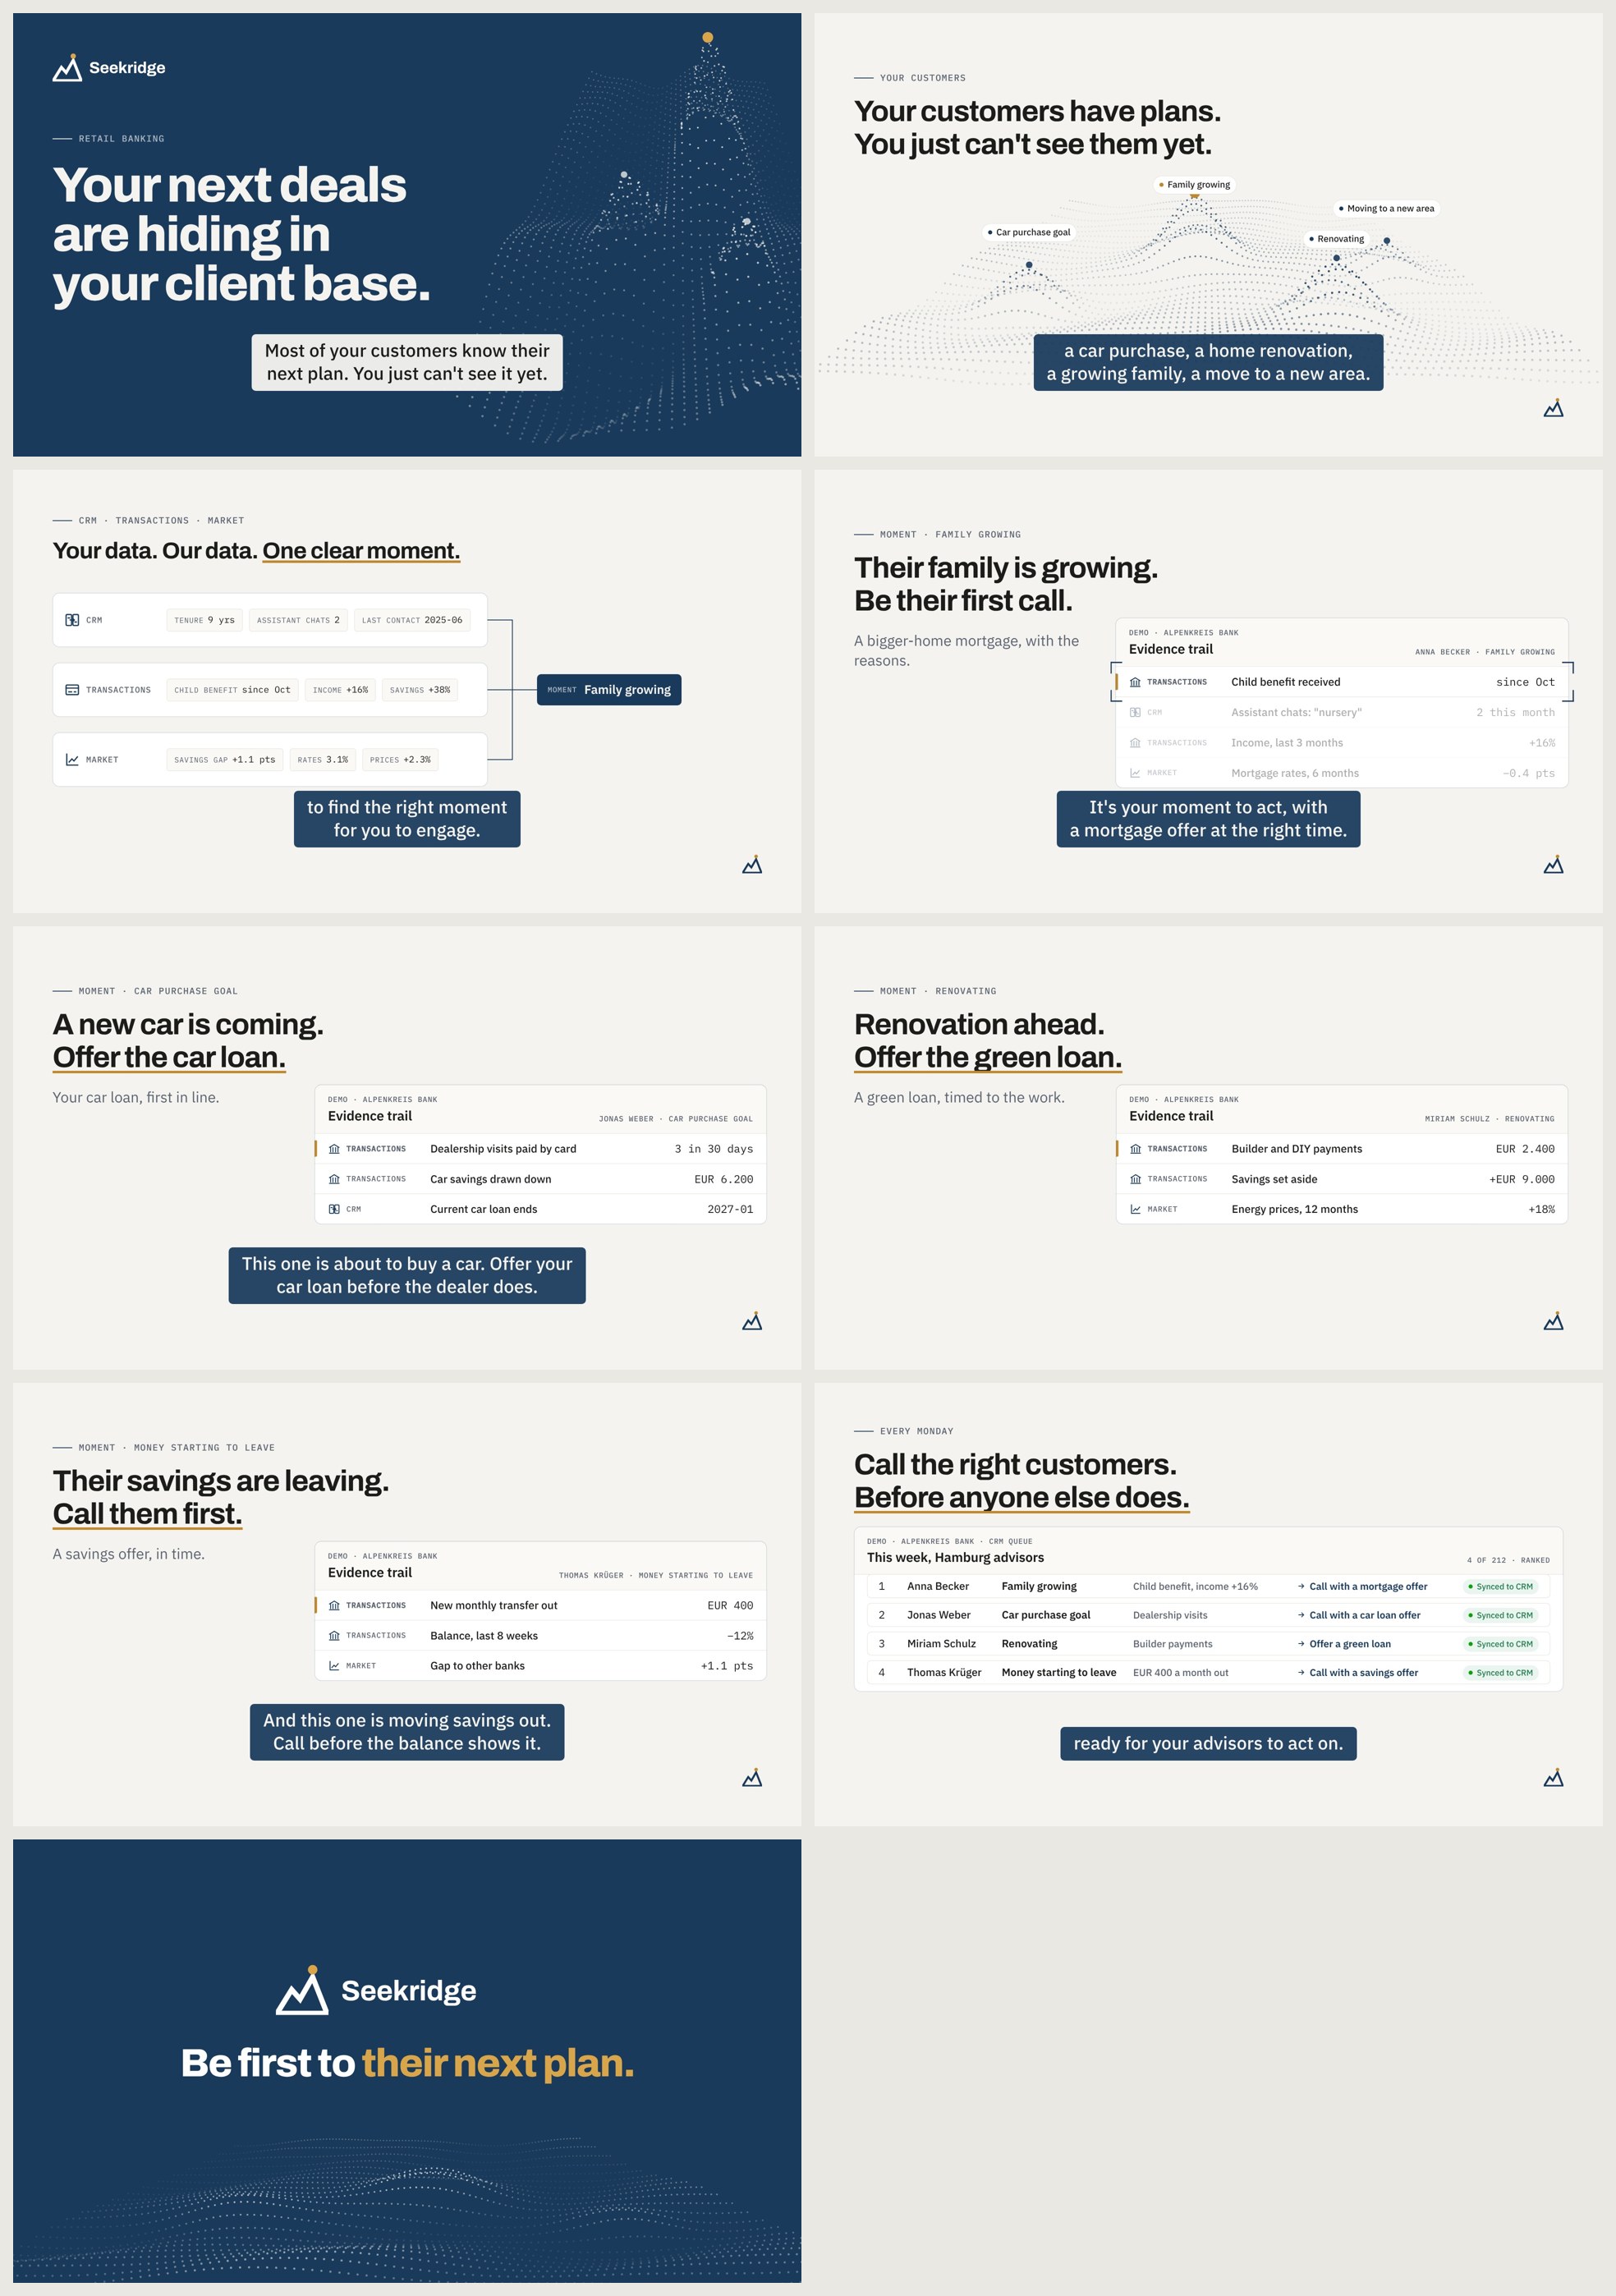 Seekridge
RETAIL BANKING
Your next deals
are hiding in
your client base.
Most of your customers know their
next plan. You just can't see it yet.
YOUR CUSTOMERS
Your customers have plans.
You just can't see them yet.
Family growing
Moving to a new area
Car purchase goal
Renovating
a car purchase, a home renovation,
a growing family, a move to a new area.
CRM · TRANSACTIONS · MARKET
Your data. Our data. One clear moment.
CRM TENURE 9 yrs ASSISTANT CHATS 2 LAST CONTACT 2025-06
TRANSACTIONS CHILD BENEFIT since Oct INCOME +16% SAVINGS +38%
MOMENT Family growing
MARKET SAVINGS GAP +1.1 pts RATES 3.1% PRICES +2.3%
to find the right moment
for you to engage.
MOMENT · FAMILY GROWING
Their family is growing.
Be their first call.
A bigger-home mortgage, with the
reasons.
DEMO · ALPENKREIS BANK
Evidence trail ANNA BECKER · FAMILY GROWING
TRANSACTIONS Child benefit received since Oct
CRM Assistant chats: "nursery" 2 this month
TRANSACTIONS Income, last 3 months +16%
MARKET Mortgage rates, 6 months −0.4 pts
It's your moment to act, with
a mortgage offer at the right time.
MOMENT · CAR PURCHASE GOAL
A new car is coming.
Offer the car loan.
Your car loan, first in line.
DEMO · ALPENKREIS BANK
Evidence trail JONAS WEBER · CAR PURCHASE GOAL
TRANSACTIONS Dealership visits paid by card 3 in 30 days
TRANSACTIONS Car savings drawn down EUR 6.200
CRM Current car loan ends 2027-01
This one is about to buy a car. Offer your
car loan before the dealer does.
MOMENT · RENOVATING
Renovation ahead.
Offer the green loan.
A green loan, timed to the work.
DEMO · ALPENKREIS BANK
Evidence trail MIRIAM SCHULZ · RENOVATING
TRANSACTIONS Builder and DIY payments EUR 2.400
TRANSACTIONS Savings set aside +EUR 9.000
MARKET Energy prices, 12 months +18%
MOMENT · MONEY STARTING TO LEAVE
Their savings are leaving.
Call them first.
A savings offer, in time.
DEMO · ALPENKREIS BANK
Evidence trail THOMAS KRÜGER · MONEY STARTING TO LEAVE
TRANSACTIONS New monthly transfer out EUR 400
TRANSACTIONS Balance, last 8 weeks −12%
MARKET Gap to other banks +1.1 pts
And this one is moving savings out.
Call before the balance shows it.
EVERY MONDAY
Call the right customers.
Before anyone else does.
DEMO · ALPENKREIS BANK · CRM QUEUE
This week, Hamburg advisors 4 OF 212 · RANKED
1 Anna Becker Family growing Child benefit, income +16% → Call with a mortgage offer Synced to CRM
2 Jonas Weber Car purchase goal Dealership visits → Call with a car loan offer Synced to CRM
3 Miriam Schulz Renovating Builder payments → Offer a green loan Synced to CRM
4 Thomas Krüger Money starting to leave EUR 400 a month out → Call with a savings offer Synced to CRM
ready for your advisors to act on.
Seekridge
Be first to their next plan.